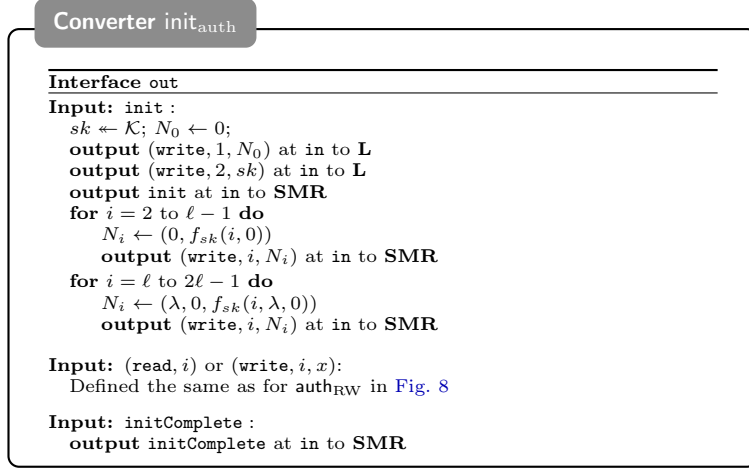 Converter init_auth
Interface out
Input: init :
sk ↞ 𝒦; N_0 ← 0;
output (write, 1, N_0) at in to L
output (write, 2, sk) at in to L
output init at in to SMR
for i = 2 to ℓ − 1 do
N_i ← (0, f_{sk}(i, 0))
output (write, i, N_i) at in to SMR
for i = ℓ to 2ℓ − 1 do
N_i ← (λ, 0, f_{sk}(i, λ, 0))
output (write, i, N_i) at in to SMR
Input: (read, i) or (write, i, x):
Defined the same as for auth_RW in Fig. 8
Input: initComplete :
output initComplete at in to SMR